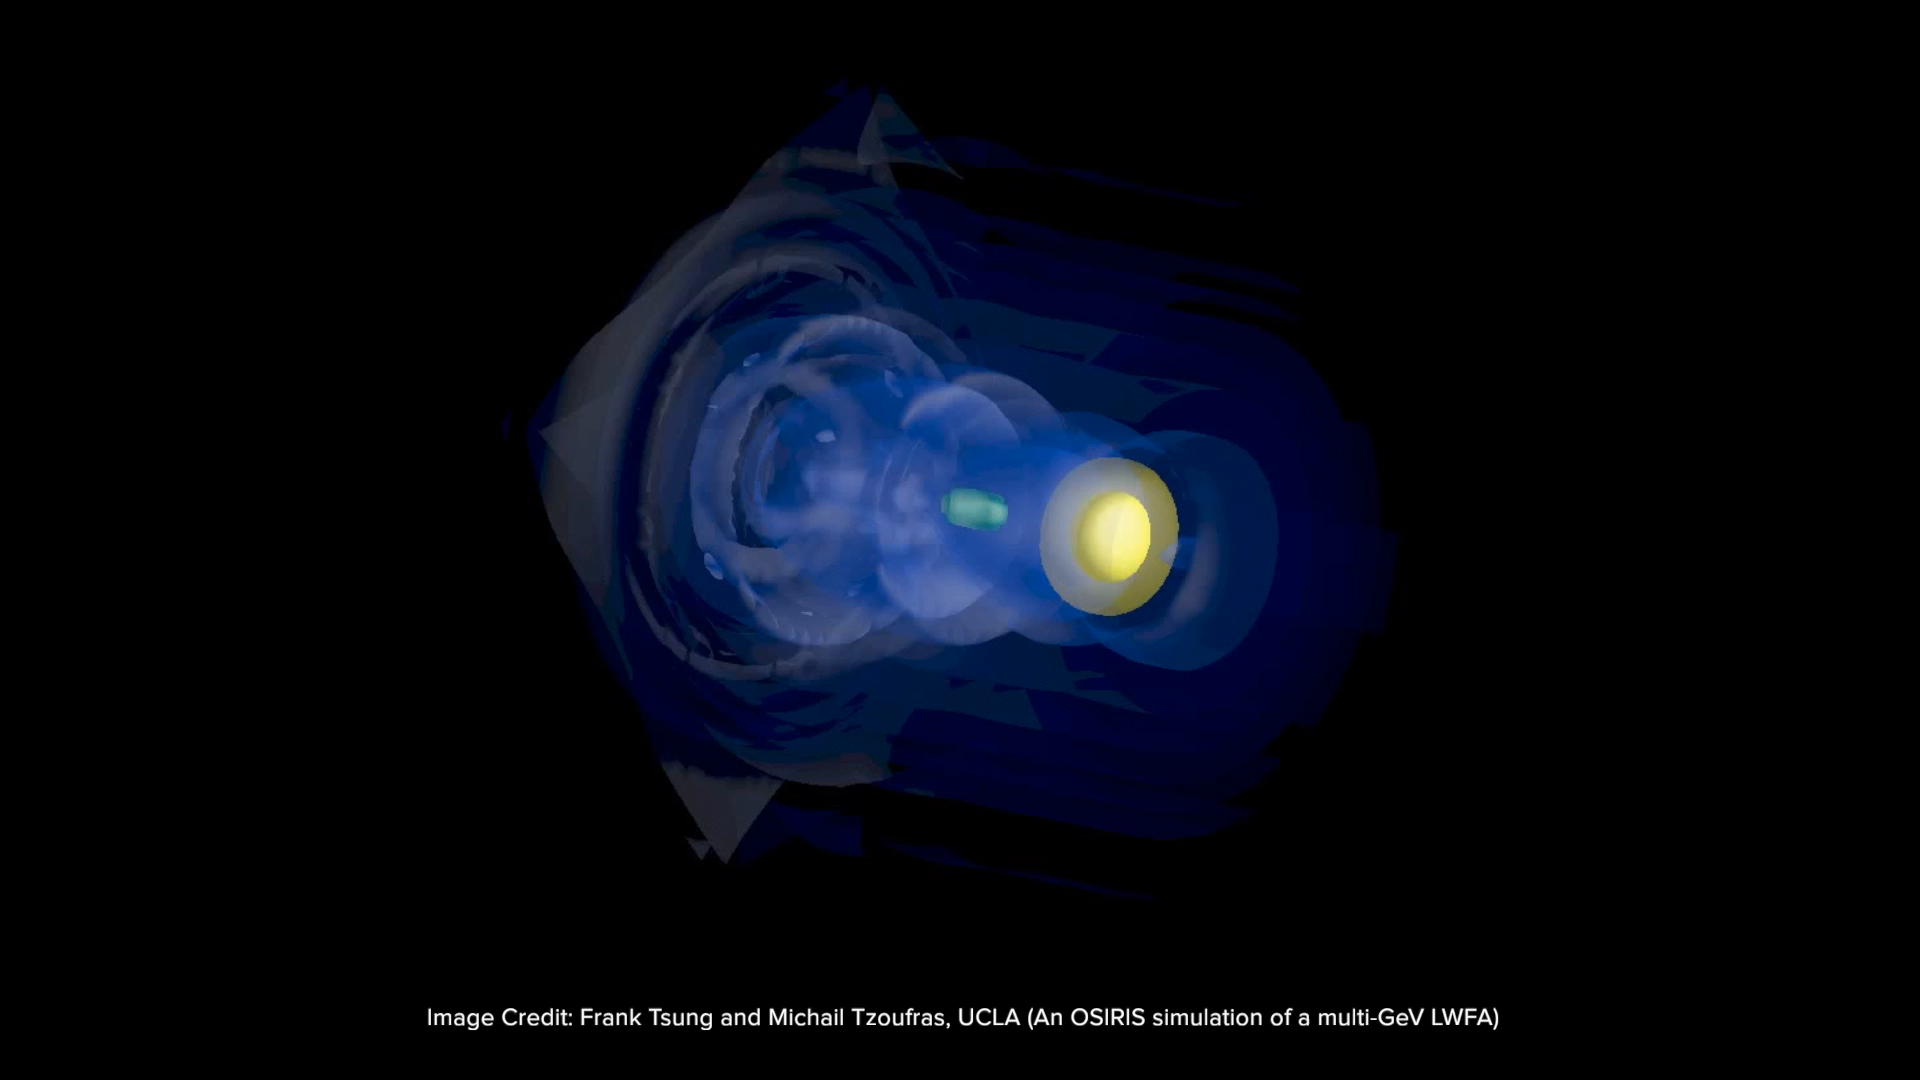 Image Credit: Frank Tsung and Michail Tzoufras, UCLA (An OSIRIS simulation of a multi-GeV LWFA)